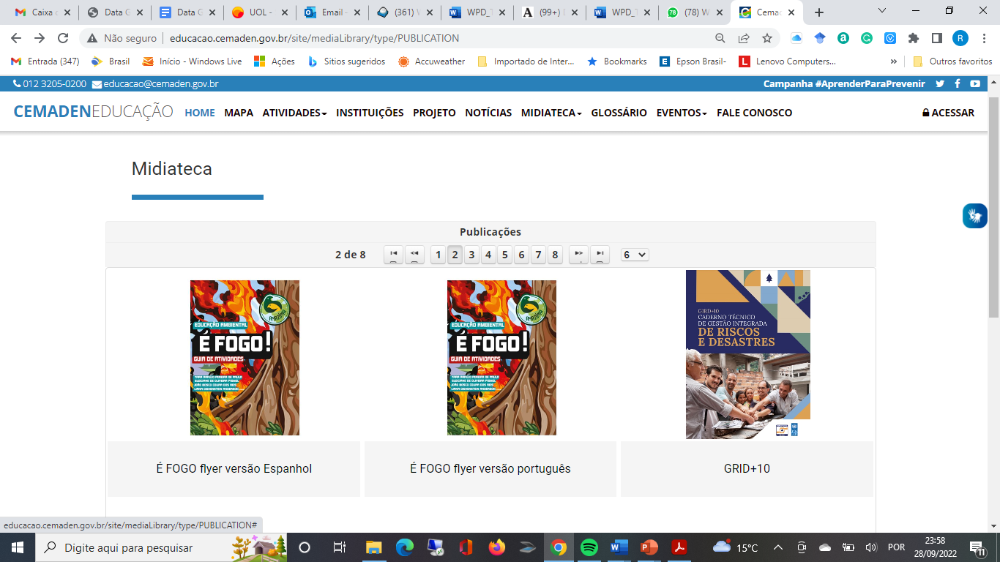 Caixa
Data G
Data G
UOL -
Email -
(361) W
WPD_T
(99+)
WPD_T
(78) W
Cemad
Não seguro
educacao.cemaden.gov.br/site/mediaLibrary/type/PUBLICATION
R
Entrada (347)
Brasil
Início - Windows Live
Ações
Sitios sugeridos
Accuweather
Importado de Inter...
Bookmarks
Epson Brasil-
Lenovo Computers...
»
Outros favoritos
012 3205-0200 educacao@cemaden.gov.br
Campanha #AprenderParaPrevenir
CEMADENEDUCAÇÃO
HOME MAPA ATIVIDADES INSTITUIÇÕES PROJETO NOTÍCIAS MIDIATECA GLOSSÁRIO EVENTOS FALE CONOSCO
ACESSAR
Midiateca
Publicações
2 de 8 1 2 3 4 5 6 7 8 6
AMAZÔNIA
EDUCAÇÃO AMBIENTAL
É FOGO!
GUIA DE ATIVIDADES
É FOGO flyer versão Espanhol
AMAZÔNIA
EDUCAÇÃO AMBIENTAL
É FOGO!
GUIA DE ATIVIDADES
É FOGO flyer versão português
GIRD+10
CADERNO TÉCNICO
DE GESTÃO INTEGRADA
DE RISCOS
E DESASTRES
GRID+10
educacao.cemaden.gov.br/site/mediaLibrary/type/PUBLICATION#
Digite aqui para pesquisar
15°C
POR
23:58
28/09/2022
11